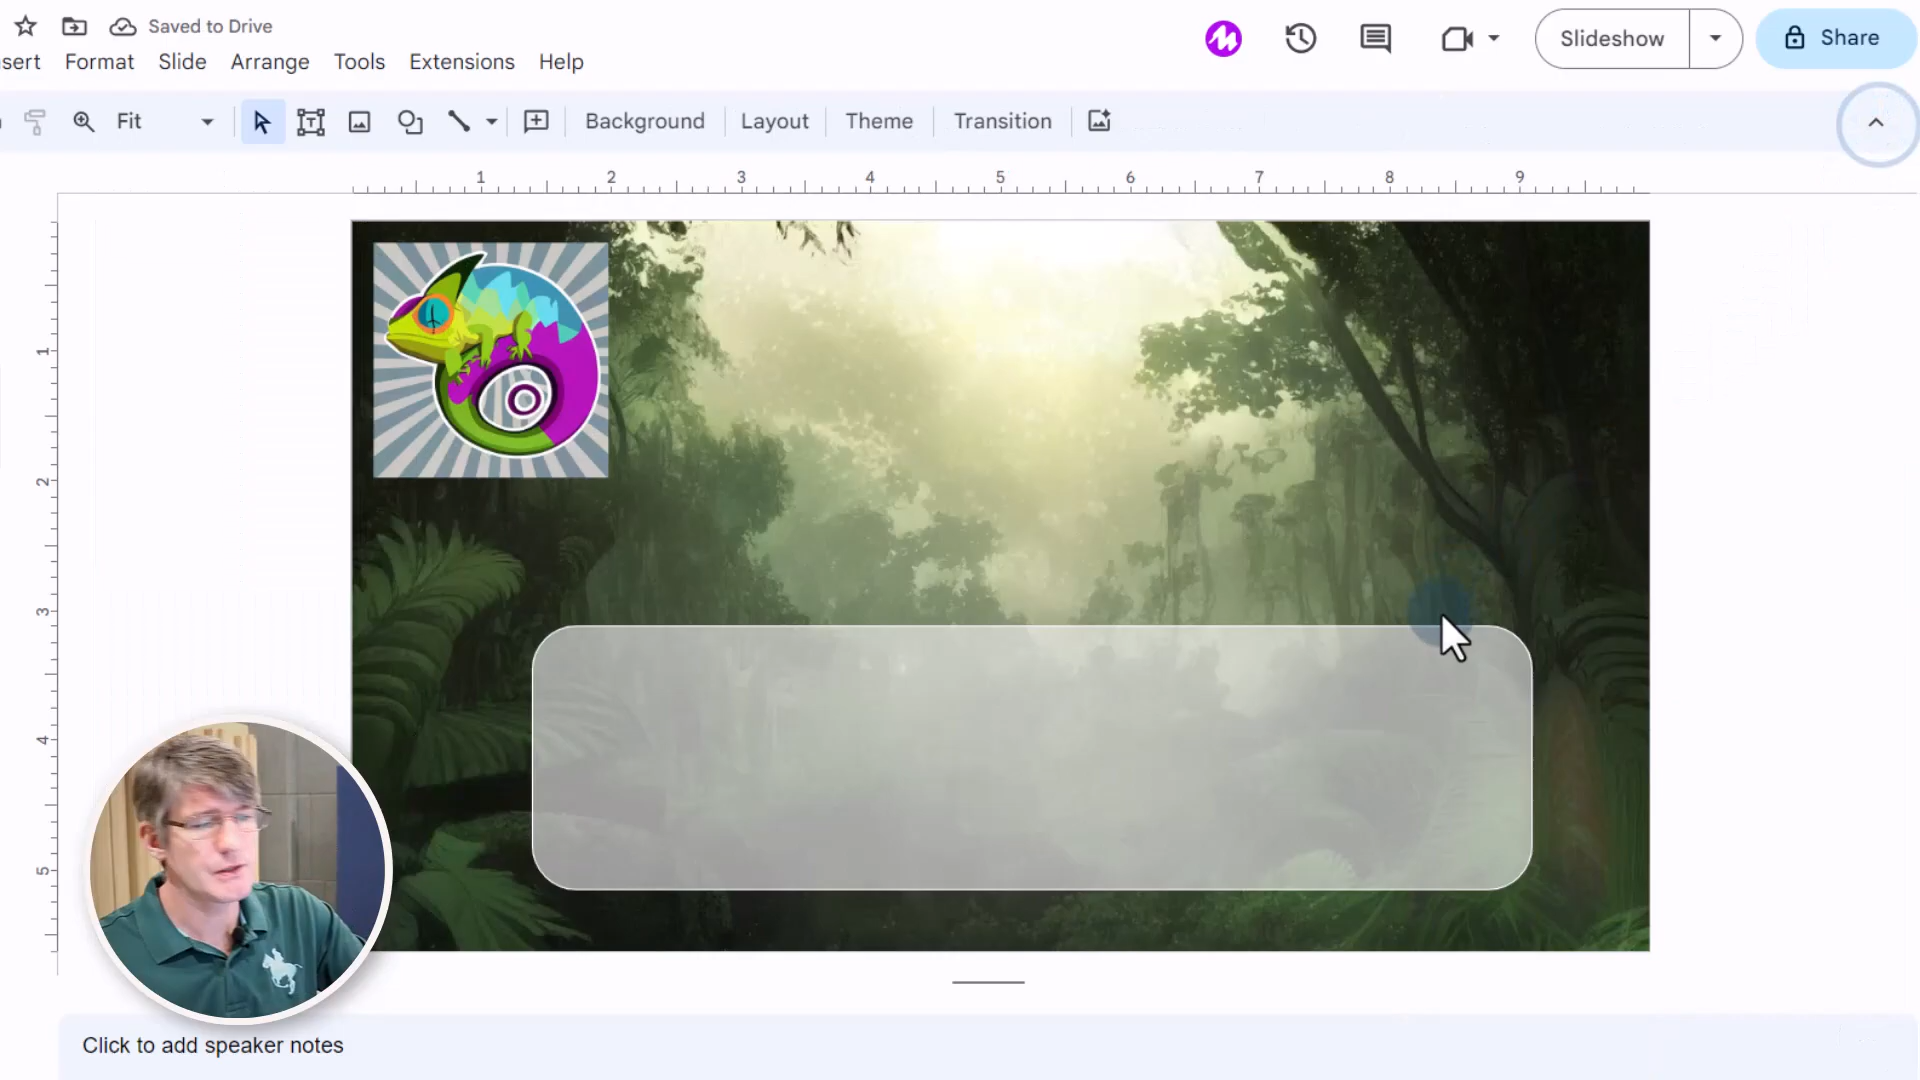 Saved to Drive
sert Format Slide Arrange Tools Extensions Help
Slideshow
Share
Fit
Background Layout Theme Transition
1 2 3 4 5 6 7 8 9
1
2
3
4
5
Click to add speaker notes